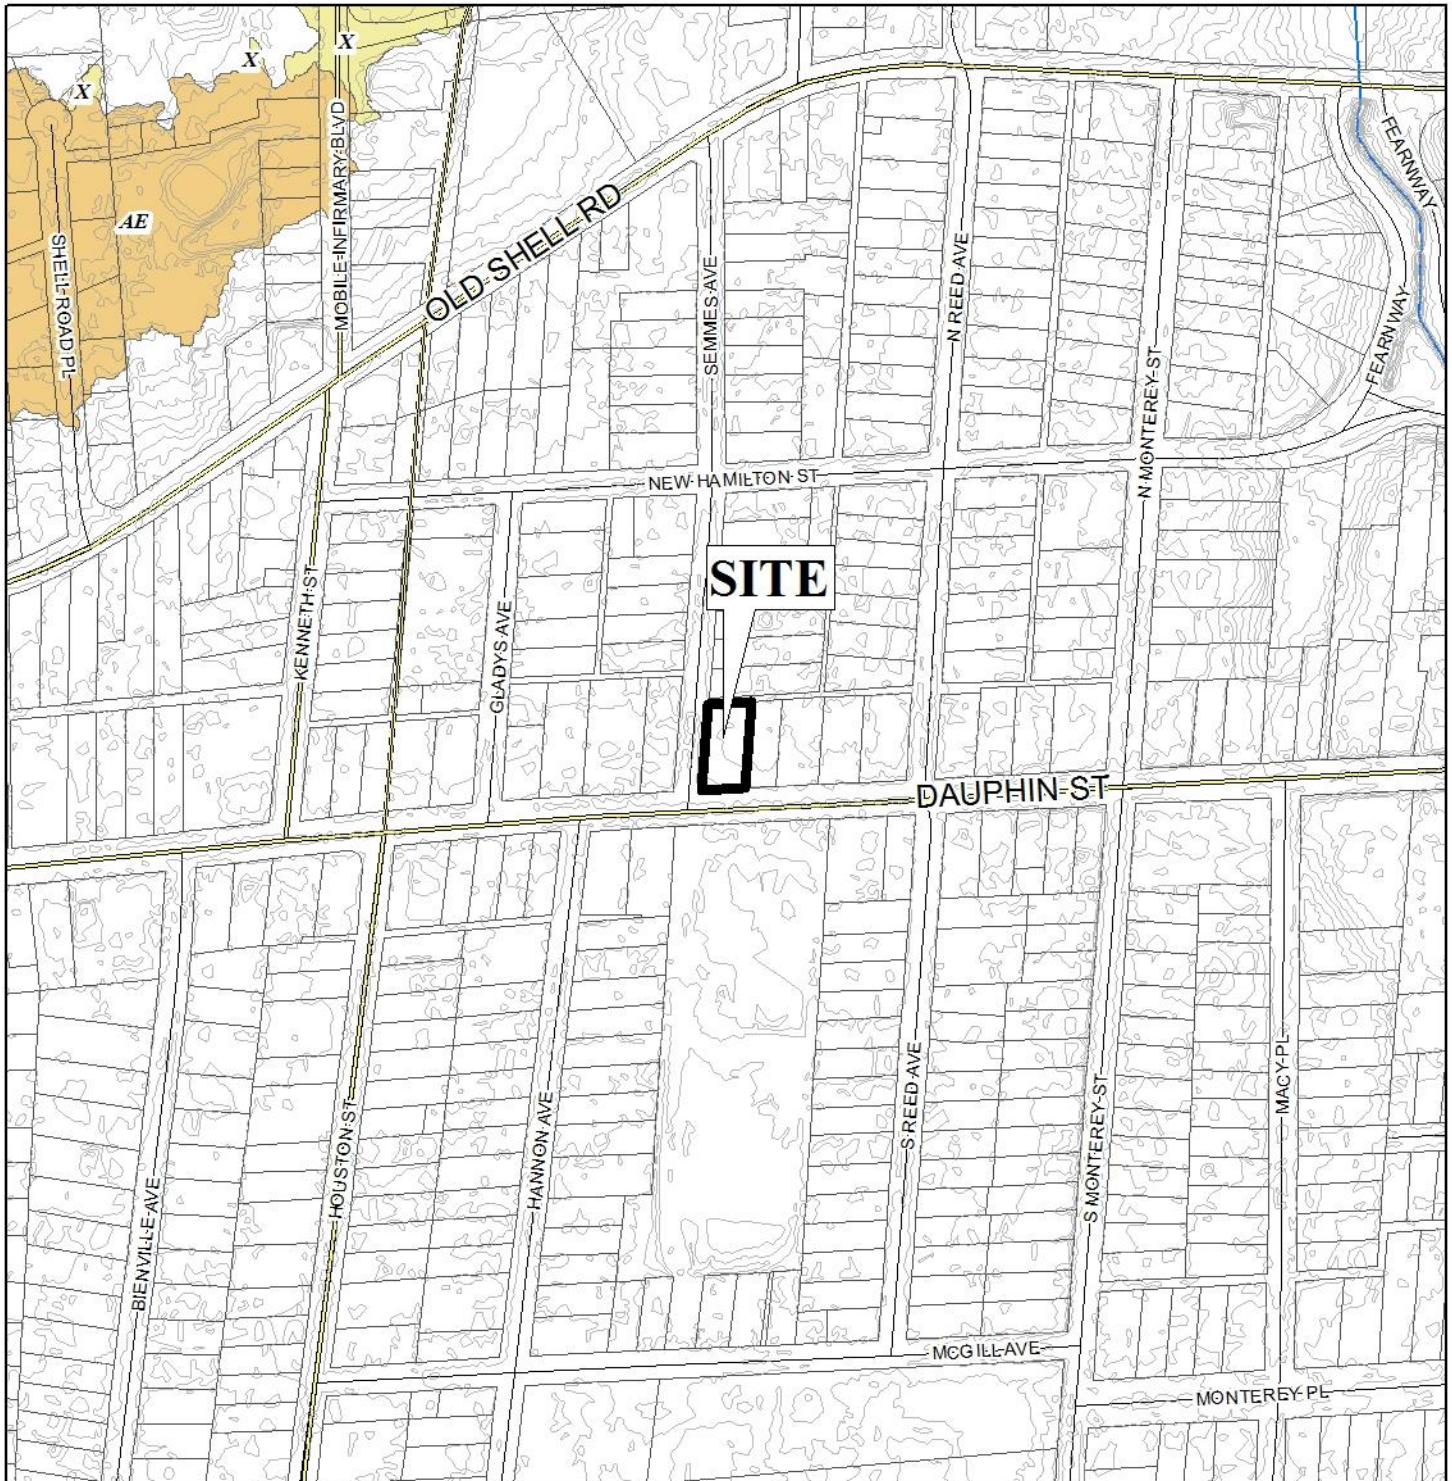 X
X
X
AE
SHELL ROAD PL
MOBILE INFIRMARY BLVD
OLD SHELL RD
SEMMES AVE
N REED AVE
N MONTEREY ST
FEARNWAY
FEARNWAY
NEW HAMILTON ST
SITE
KENNETH ST
GLADYS AVE
DAUPHIN ST
BIENVILLE AVE
HOUSTON ST
HANNON AVE
S REED AVE
S MONTEREY ST
MACY PL
MCGILL AVE
MONTEREY PL